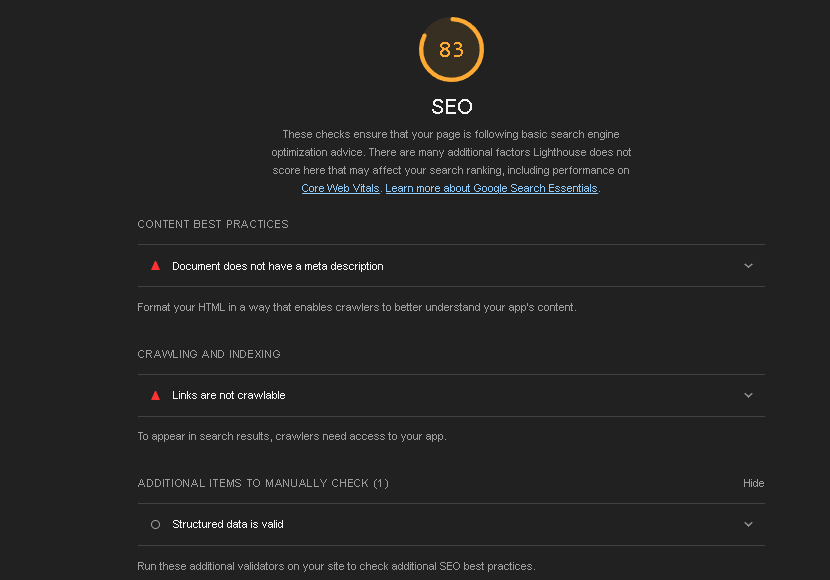 83
SEO
These checks ensure that your page is following basic search engine
optimization advice. There are many additional factors Lighthouse does not
score here that may affect your search ranking, including performance on
Core Web Vitals. Learn more about Google Search Essentials.
CONTENT BEST PRACTICES
Document does not have a meta description
Format your HTML in a way that enables crawlers to better understand your app's content.
CRAWLING AND INDEXING
Links are not crawlable
To appear in search results, crawlers need access to your app.
ADDITIONAL ITEMS TO MANUALLY CHECK (1) Hide
Structured data is valid
Run these additional validators on your site to check additional SEO best practices.